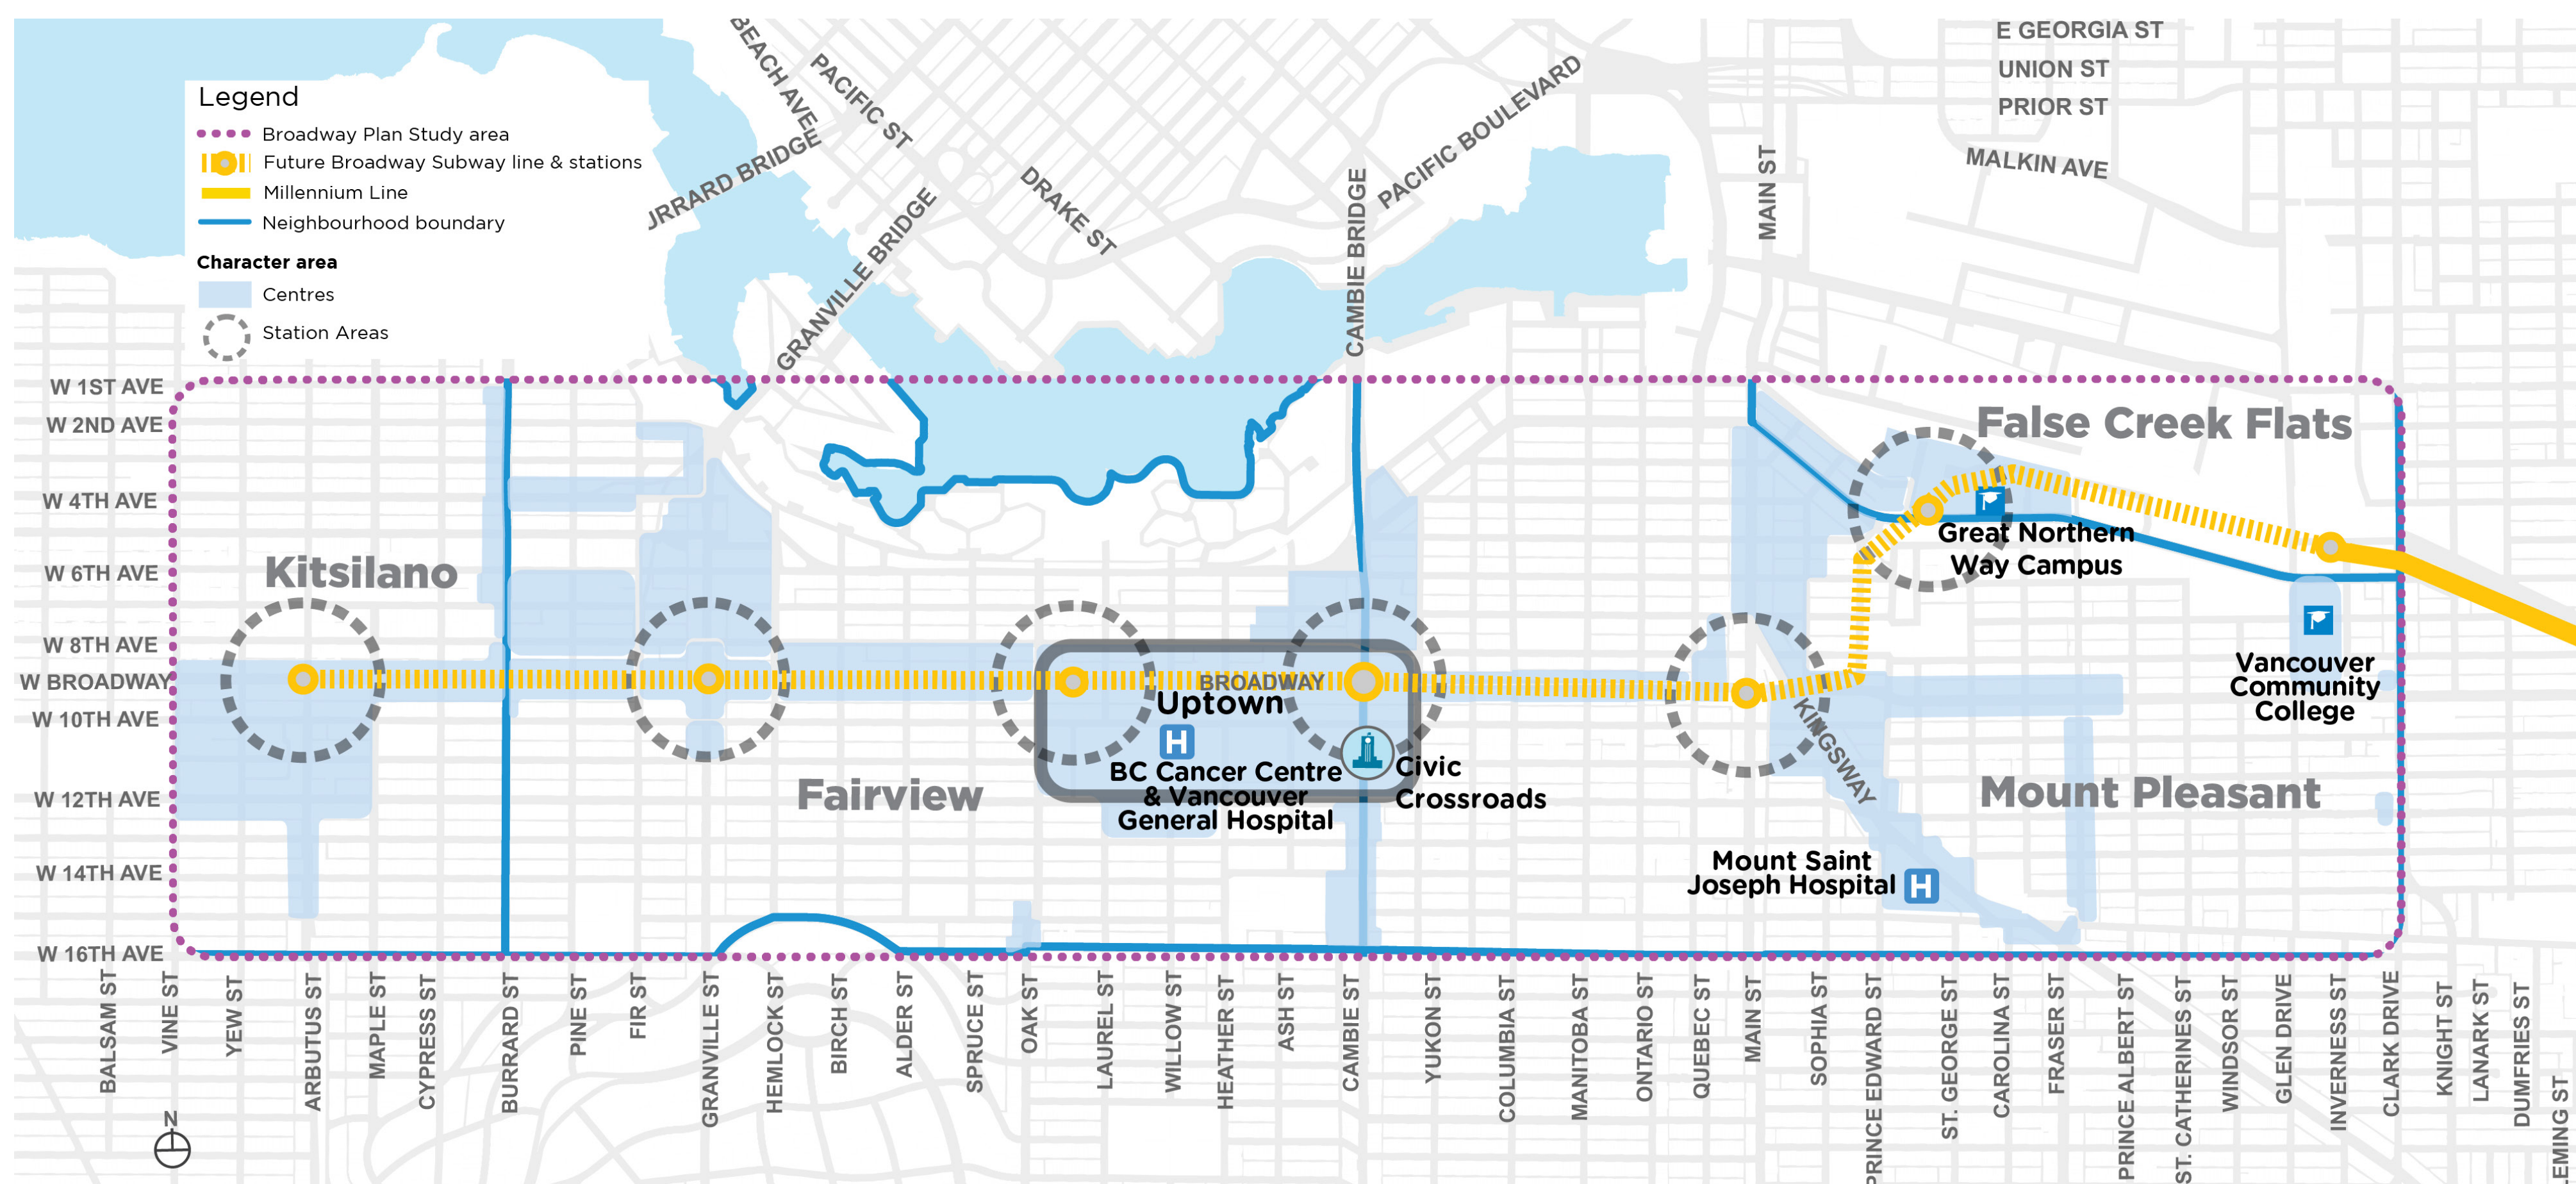 Legend
Broadway Plan Study area
Future Broadway Subway line & stations
Millennium Line
Neighbourhood boundary
Character area
Centres
Station Areas
BEACH AVE
PACIFIC ST
URRARD BRIDGE
GRANVILLE BRIDGE
DRAKE ST
CAMBIE BRIDGE
PACIFIC BOULEVARD
MAIN ST
E GEORGIA ST
UNION ST
PRIOR ST
MALKIN AVE
W 1ST AVE
W 2ND AVE
W 4TH AVE
W 6TH AVE
W 8TH AVE
W BROADWAY
W 10TH AVE
W 12TH AVE
W 14TH AVE
W 16TH AVE
False Creek Flats
Great Northern
Way Campus
Kitsilano
BROADWAY
Uptown
H
BC Cancer Centre
& Vancouver
General Hospital
Civic
Crossroads
Fairview
KINGSWAY
Vancouver
Community
College
Mount Pleasant
Mount Saint
Joseph Hospital
H
BALSAM ST
VINE ST
YEW ST
ARBUTUS ST
MAPLE ST
CYPRESS ST
BURRARD ST
PINE ST
FIR ST
GRANVILLE ST
HEMLOCK ST
BIRCH ST
ALDER ST
SPRUCE ST
OAK ST
LAUREL ST
WILLOW ST
HEATHER ST
ASH ST
CAMBIE ST
YUKON ST
COLUMBIA ST
MANITOBA ST
ONTARIO ST
QUEBEC ST
MAIN ST
SOPHIA ST
PRINCE EDWARD ST
ST. GEORGE ST
CAROLINA ST
FRASER ST
PRINCE ALBERT ST
ST. CATHERINES ST
WINDSOR ST
GLEN DRIVE
INVERNESS ST
CLARK DRIVE
KNIGHT ST
LANARK ST
DUMFRIES ST
EMING ST
N